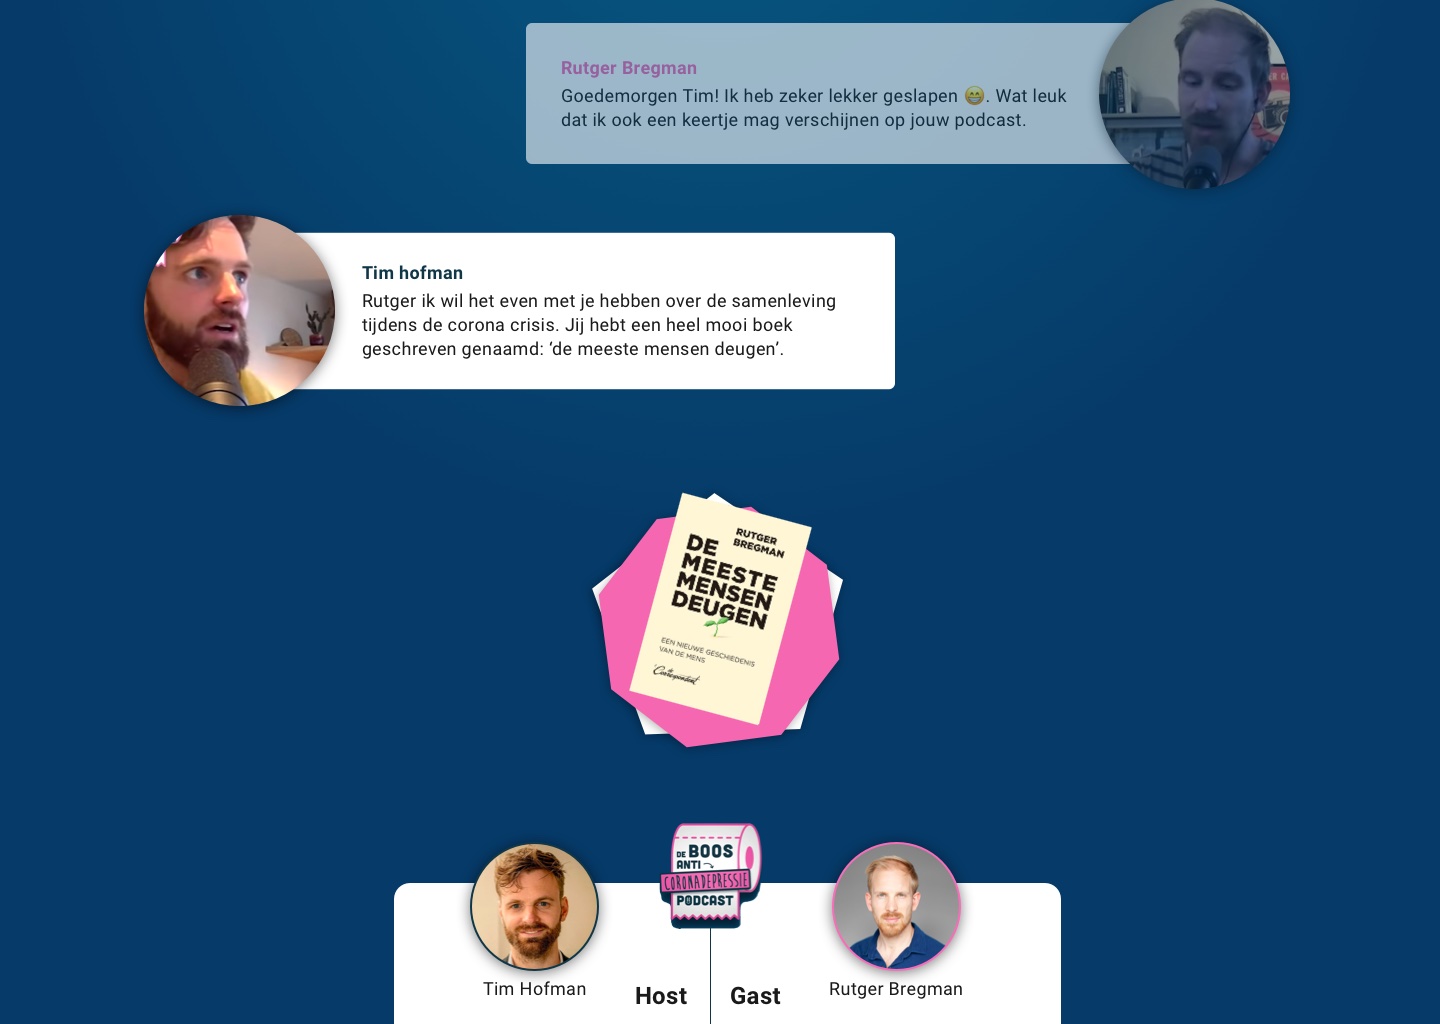 Rutger Bregman
Goedemorgen Tim! Ik heb zeker lekker geslapen 😁. Wat leuk
dat ik ook een keertje mag verschijnen op jouw podcast.
Tim hofman
Rutger ik wil het even met je hebben over de samenleving
tijdens de corona crisis. Jij hebt een heel mooi boek
geschreven genaamd: ‘de meeste mensen deugen’.
RUTGER
BREGMAN
DE
MEESTE
MENSEN
DEUGEN
EEN NIEUWE GESCHIEDENIS
VAN DE MENS
de
Correspondent
DE BOOS
ANTI
CORONADEPRESSIE
PODCAST
Tim Hofman
Host
Gast
Rutger Bregman